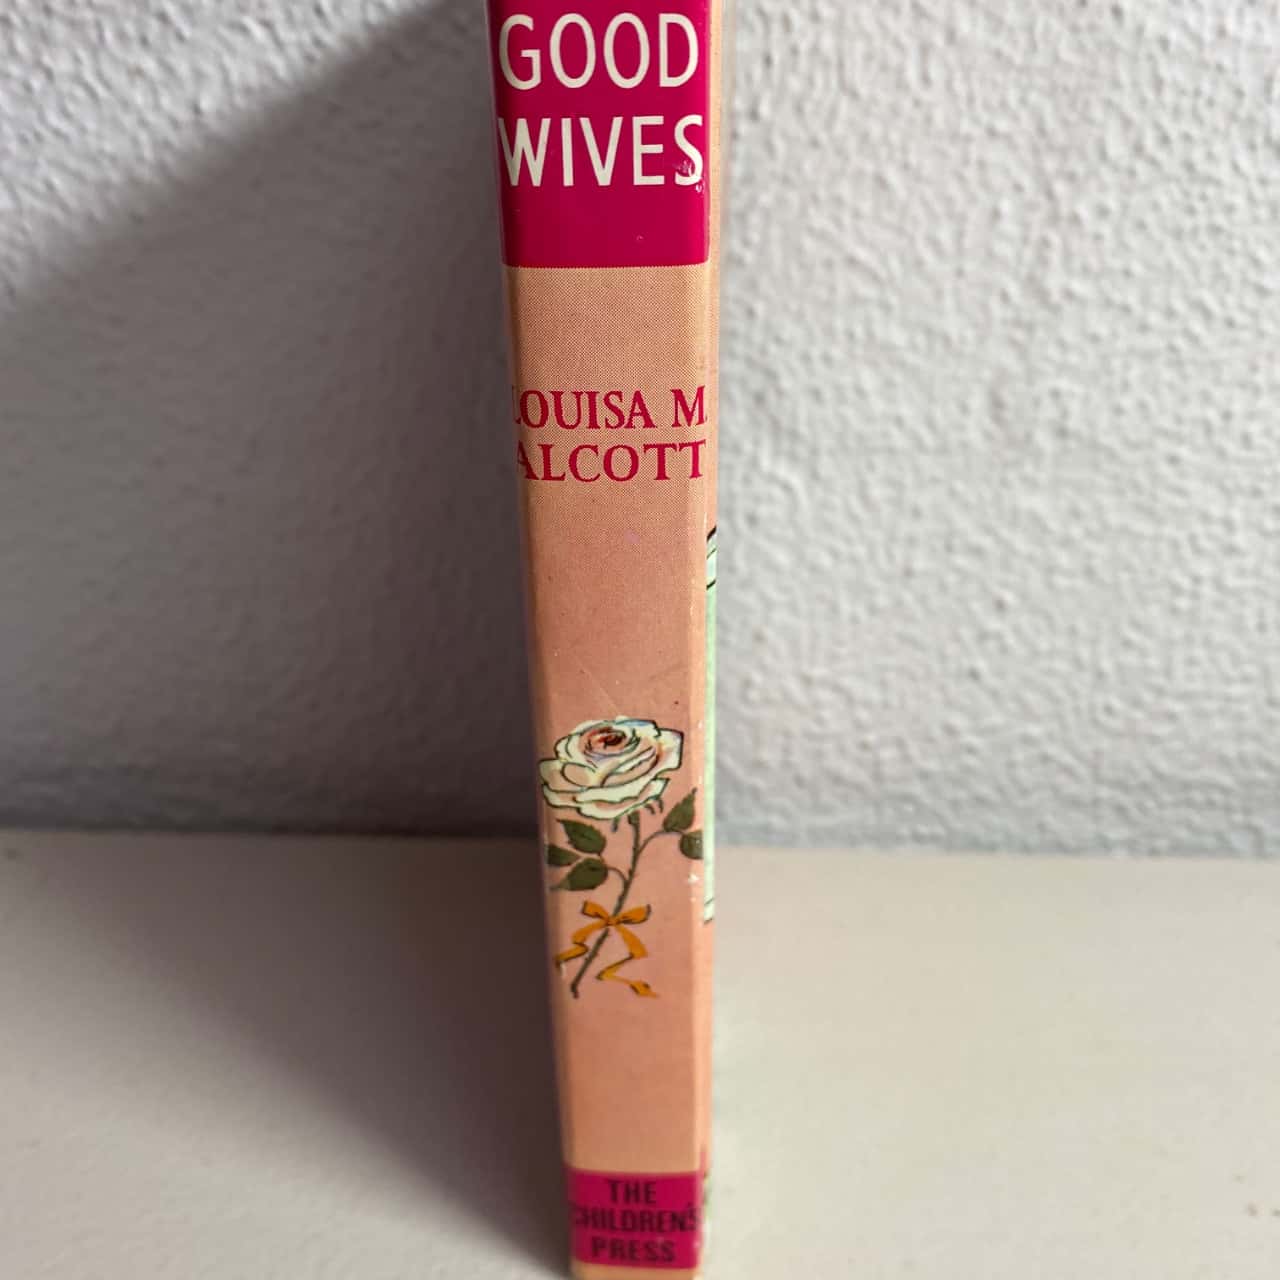 GOOD
WIVES
LOUISA M.
ALCOTT
THE
CHILDREN'S
PRESS